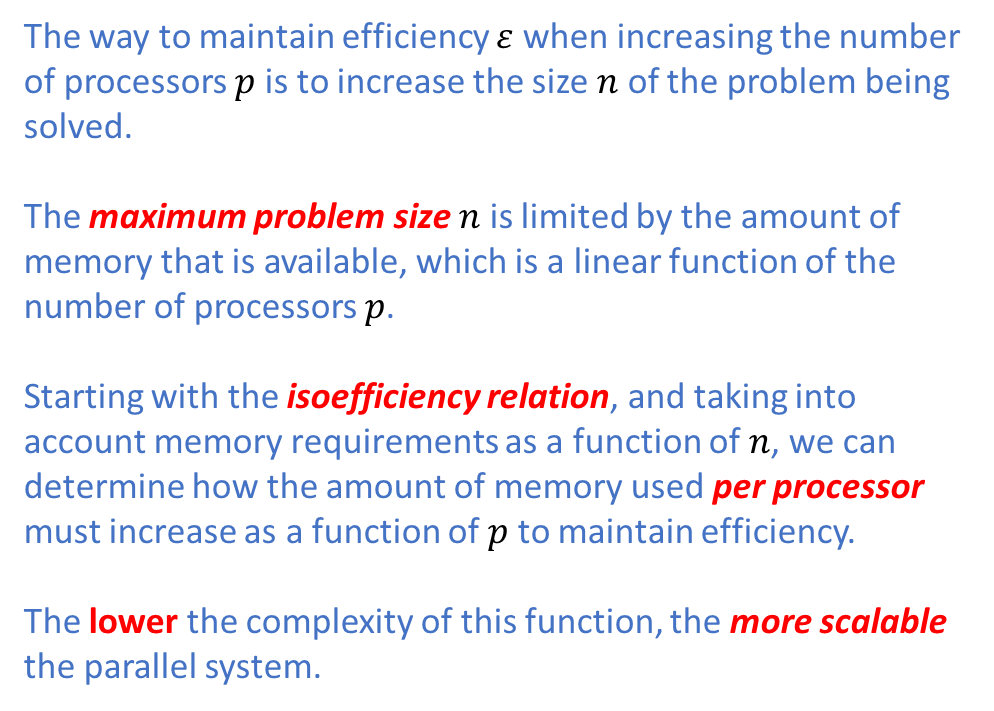 The way to maintain efficiency ε when increasing the number
of processors p is to increase the size n of the problem being
solved.
The maximum problem size n is limited by the amount of
memory that is available, which is a linear function of the
number of processors p.
Starting with the isoefficiency relation, and taking into
account memory requirements as a function of n, we can
determine how the amount of memory used per processor
must increase as a function of p to maintain efficiency.
The lower the complexity of this function, the more scalable
the parallel system.